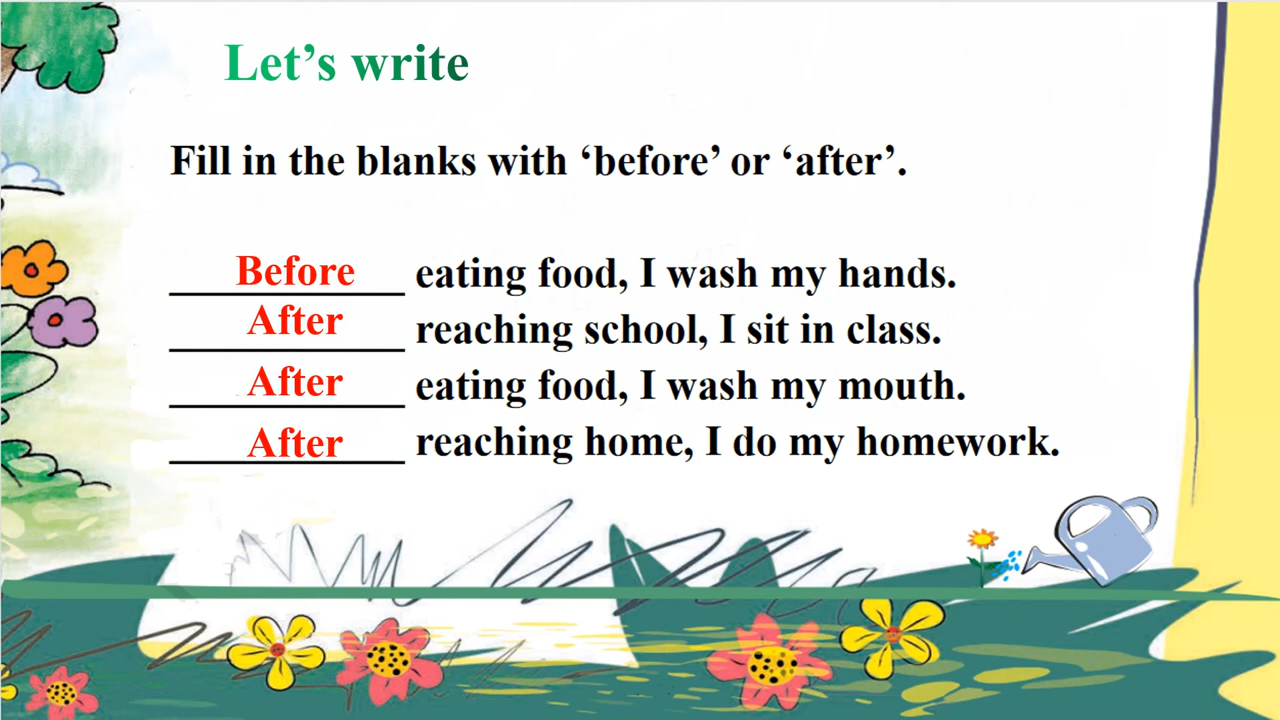 Let’s write
Fill in the blanks with ‘before’ or ‘after’.
Before eating food, I wash my hands.
After reaching school, I sit in class.
After eating food, I wash my mouth.
After reaching home, I do my homework.